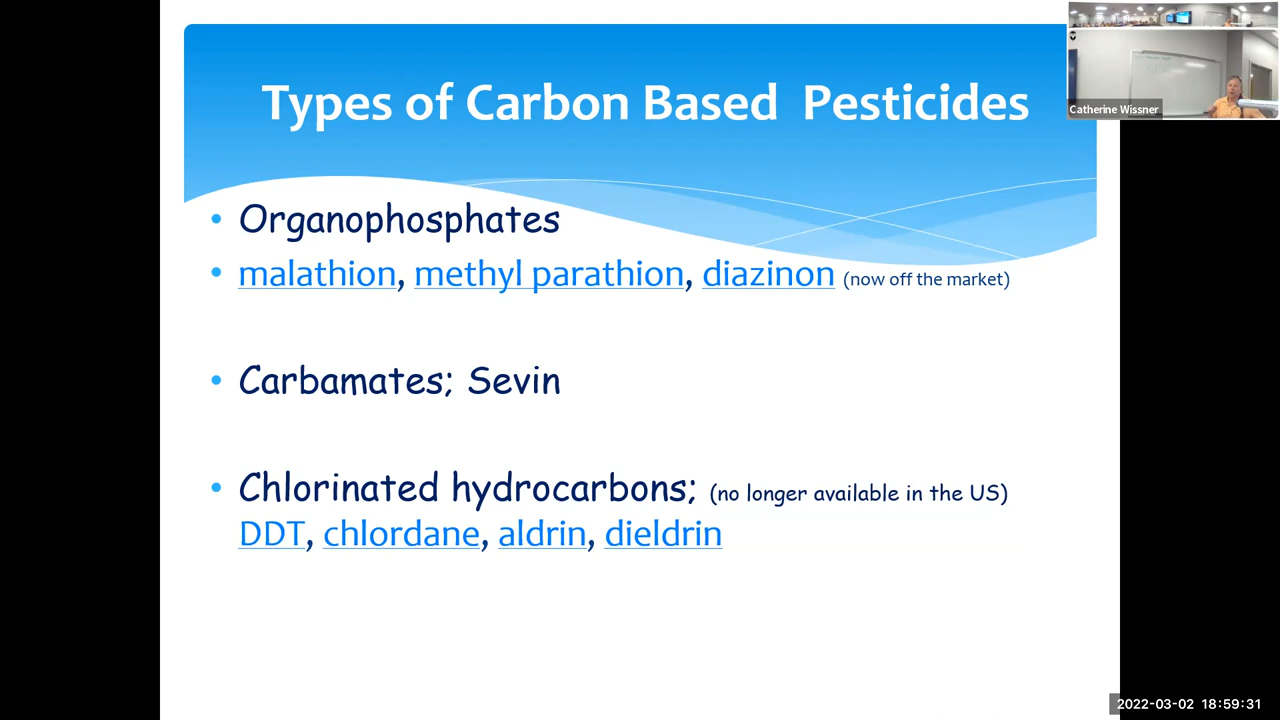 Types of Carbon Based Pesticides
Catherine Wissner
• Organophosphates
• malathion, methyl parathion, diazinon (now off the market)
• Carbamates; Sevin
• Chlorinated hydrocarbons; (no longer available in the US)
DDT, chlordane, aldrin, dieldrin
2022-03-02 18:59:31